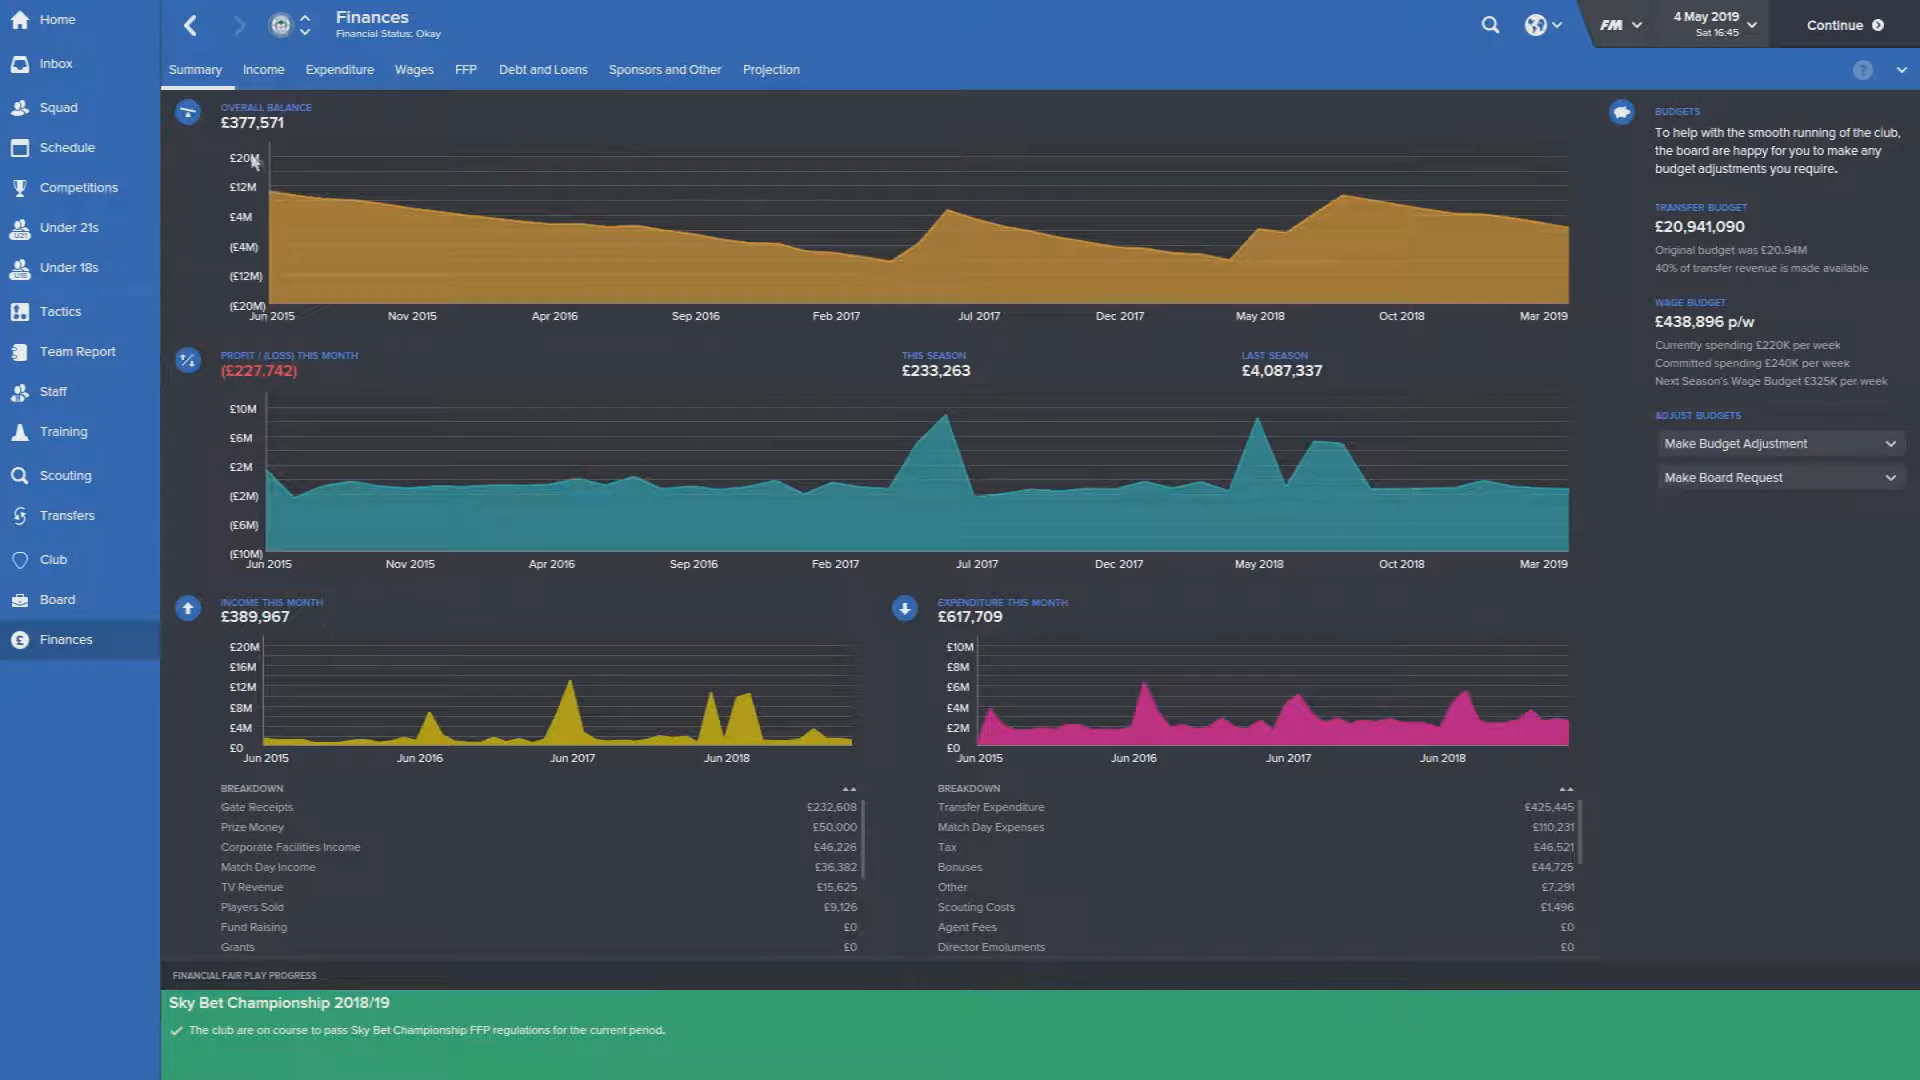 Home
Inbox
Squad
Schedule
Competitions
Under 21s
Under 18s
Tactics
Team Report
Staff
Training
Scouting
Transfers
Club
Board
Finances
Finances
Financial Status: Okay
FM
4 May 2019
Sat 16:45
Continue
Summary Income Expenditure Wages FFP Debt and Loans Sponsors and Other Projection
OVERALL BALANCE
£377,571
£20M
£12M
£4M
(£4M)
(£12M)
(£20M)
Jun 2015 Nov 2015 Apr 2016 Sep 2016 Feb 2017 Jul 2017 Dec 2017 May 2018 Oct 2018 Mar 2019
PROFIT / (LOSS) THIS MONTH
(£227,742)
THIS SEASON
£233,263
LAST SEASON
£4,087,337
£10M
£6M
£2M
(£2M)
(£6M)
(£10M)
Jun 2015 Nov 2015 Apr 2016 Sep 2016 Feb 2017 Jul 2017 Dec 2017 May 2018 Oct 2018 Mar 2019
INCOME THIS MONTH
£389,967
£20M
£16M
£12M
£8M
£4M
£0
Jun 2015 Jun 2016 Jun 2017 Jun 2018
BREAKDOWN
Gate Receipts £232,608
Prize Money £50,000
Corporate Facilities Income £46,226
Match Day Income £36,382
TV Revenue £15,625
Players Sold £9,126
Fund Raising £0
Grants £0
EXPENDITURE THIS MONTH
£617,709
£10M
£8M
£6M
£4M
£2M
£0
Jun 2015 Jun 2016 Jun 2017 Jun 2018
BREAKDOWN
Transfer Expenditure £425,445
Match Day Expenses £110,231
Tax £46,521
Bonuses £44,725
Other £7,291
Scouting Costs £1,496
Agent Fees £0
Director Emoluments £0
BUDGETS
To help with the smooth running of the club,
the board are happy for you to make any
budget adjustments you require.
TRANSFER BUDGET
£20,941,090
Original budget was £20.94M
40% of transfer revenue is made available
WAGE BUDGET
£438,896 p/w
Currently spending £220K per week
Committed spending £240K per week
Next Season's Wage Budget £325K per week
ADJUST BUDGETS
Make Budget Adjustment
Make Board Request
FINANCIAL FAIR PLAY PROGRESS
Sky Bet Championship 2018/19
The club are on course to pass Sky Bet Championship FFP regulations for the current period.